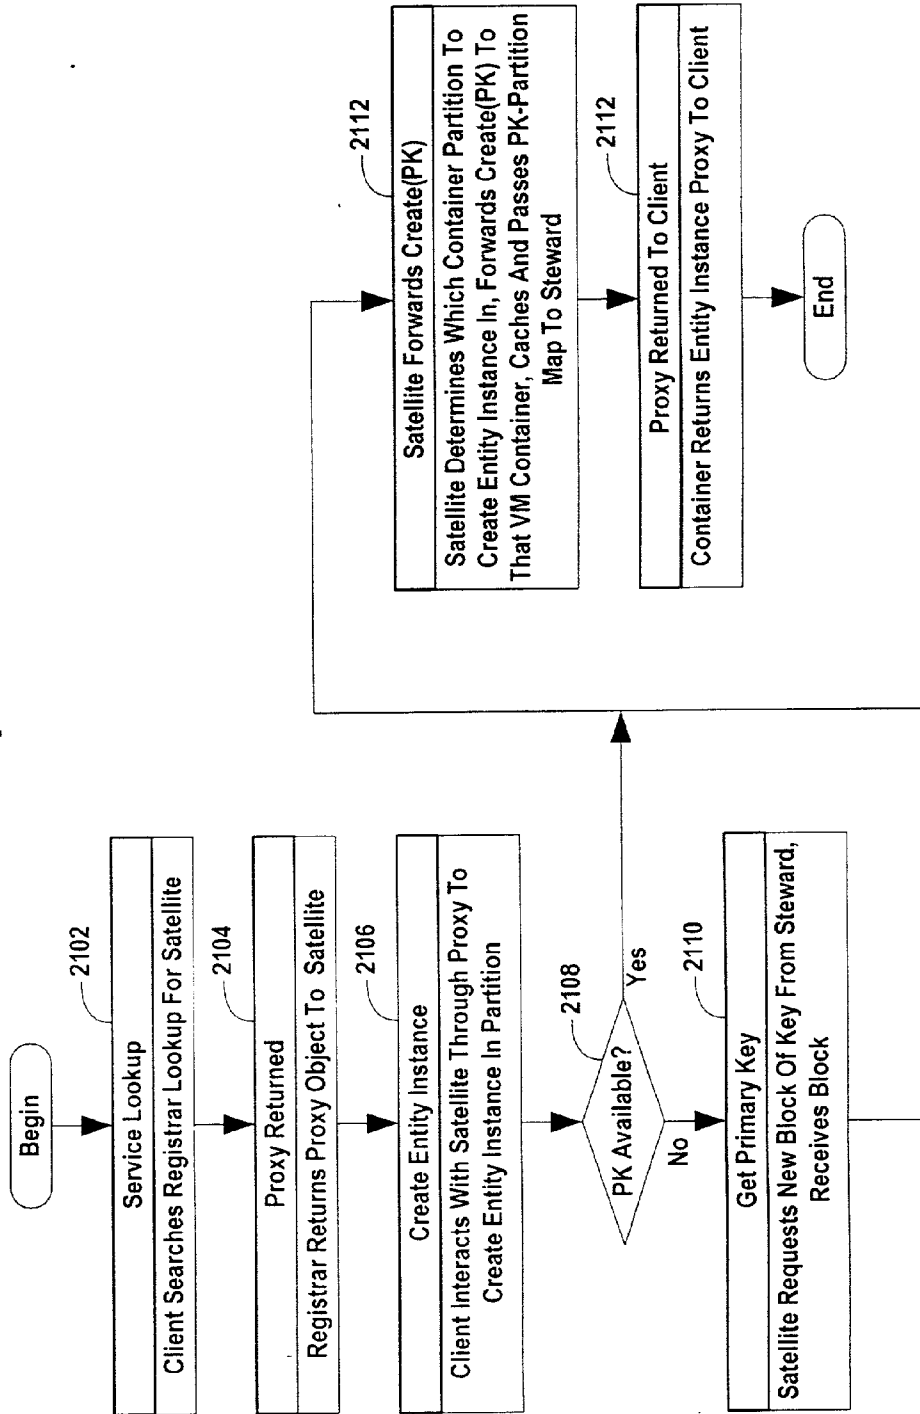 Begin
2102
Service Lookup
Client Searches Registrar Lookup For Satellite
2104
Proxy Returned
Registrar Returns Proxy Object To Satellite
2106
Create Entity Instance
Client Interacts With Satellite Through Proxy To
Create Entity Instance In Partition
2108
PK Available?
Yes
No
2110
Get Primary Key
Satellite Requests New Block Of Key From Steward,
Receives Block
2112
Satellite Forwards Create(PK)
Satellite Determines Which Container Partition To
Create Entity Instance In, Forwards Create(PK) To
That VM Container, Caches And Passes PK-Partition
Map To Steward
2112
Proxy Returned To Client
Container Returns Entity Instance Proxy To Client
End